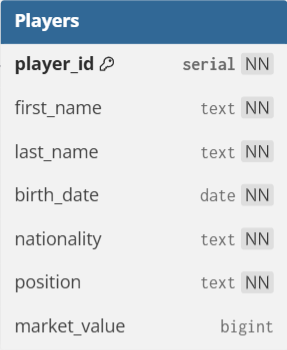 Players
player_id serial NN
first_name text NN
last_name text NN
birth_date date NN
nationality text NN
position text NN
market_value bigint